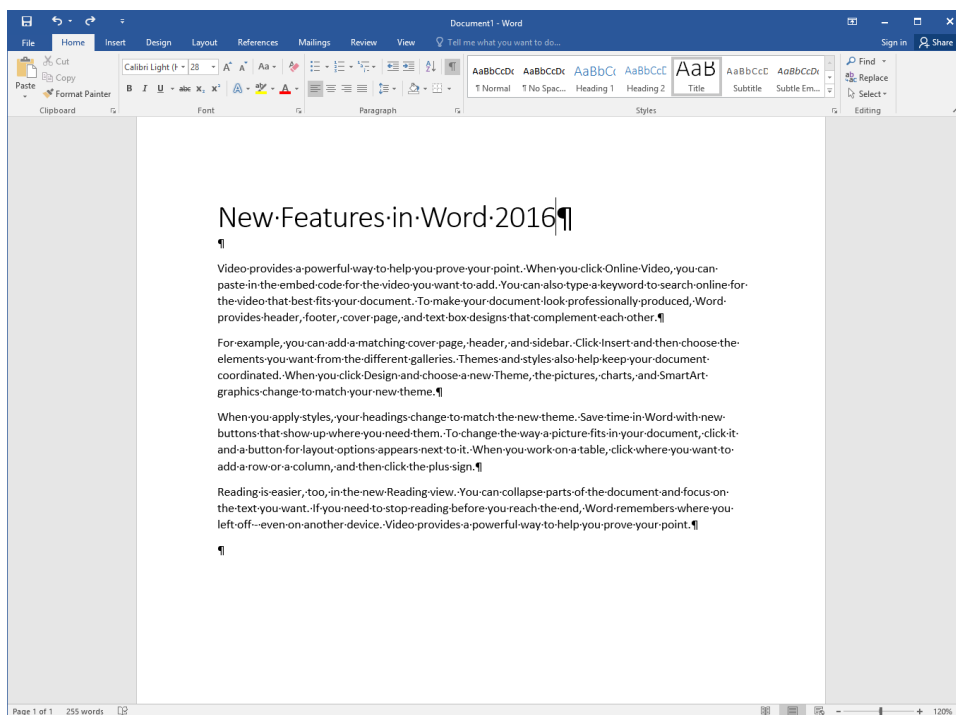 Document1 - Word
File Home Insert Design Layout References Mailings Review View Tell me what you want to do... Sign in Share
Paste Cut
Copy
Format Painter
Calibri Light (H 28 A A Aa
B I U abc x₂ x² A aby A
AaBbCcDc AaBbCcDc AaBbCc AaBbCcC AaB AaBbCcC AaBbCcDc
¶ Normal ¶ No Spac... Heading 1 Heading 2 Title Subtitle Subtle Em...
Find
Replace
Select
Clipboard Font Paragraph Styles Editing
New·Features·in·Word·2016¶
¶
Video·provides·a·powerful·way·to·help·you·prove·your·point.·When·you·click·Online·Video,·you·can·
paste·in·the·embed·code·for·the·video·you·want·to·add.·You·can·also·type·a·keyword·to·search·online·for·
the·video·that·best·fits·your·document.·To·make·your·document·look·professionally·produced,·Word·
provides·header,·footer,·cover·page,·and·text·box·designs·that·complement·each·other.¶
For·example,·you·can·add·a·matching·cover·page,·header,·and·sidebar.·Click·Insert·and·then·choose·the·
elements·you·want·from·the·different·galleries.·Themes·and·styles·also·help·keep·your·document·
coordinated.·When·you·click·Design·and·choose·a·new·Theme,·the·pictures,·charts,·and·SmartArt·
graphics·change·to·match·your·new·theme.¶
When·you·apply·styles,·your·headings·change·to·match·the·new·theme.·Save·time·in·Word·with·new·
buttons·that·show·up·where·you·need·them.·To·change·the·way·a·picture·fits·in·your·document,·click·it·
and·a·button·for·layout·options·appears·next·to·it.·When·you·work·on·a·table,·click·where·you·want·to·
add·a·row·or·a·column,·and·then·click·the·plus·sign.¶
Reading·is·easier,·too,·in·the·new·Reading·view.·You·can·collapse·parts·of·the·document·and·focus·on·
the·text·you·want.·If·you·need·to·stop·reading·before·you·reach·the·end,·Word·remembers·where·you·
left·off·--·even·on·another·device.·Video·provides·a·powerful·way·to·help·you·prove·your·point.¶
¶
Page 1 of 1 255 words 120%